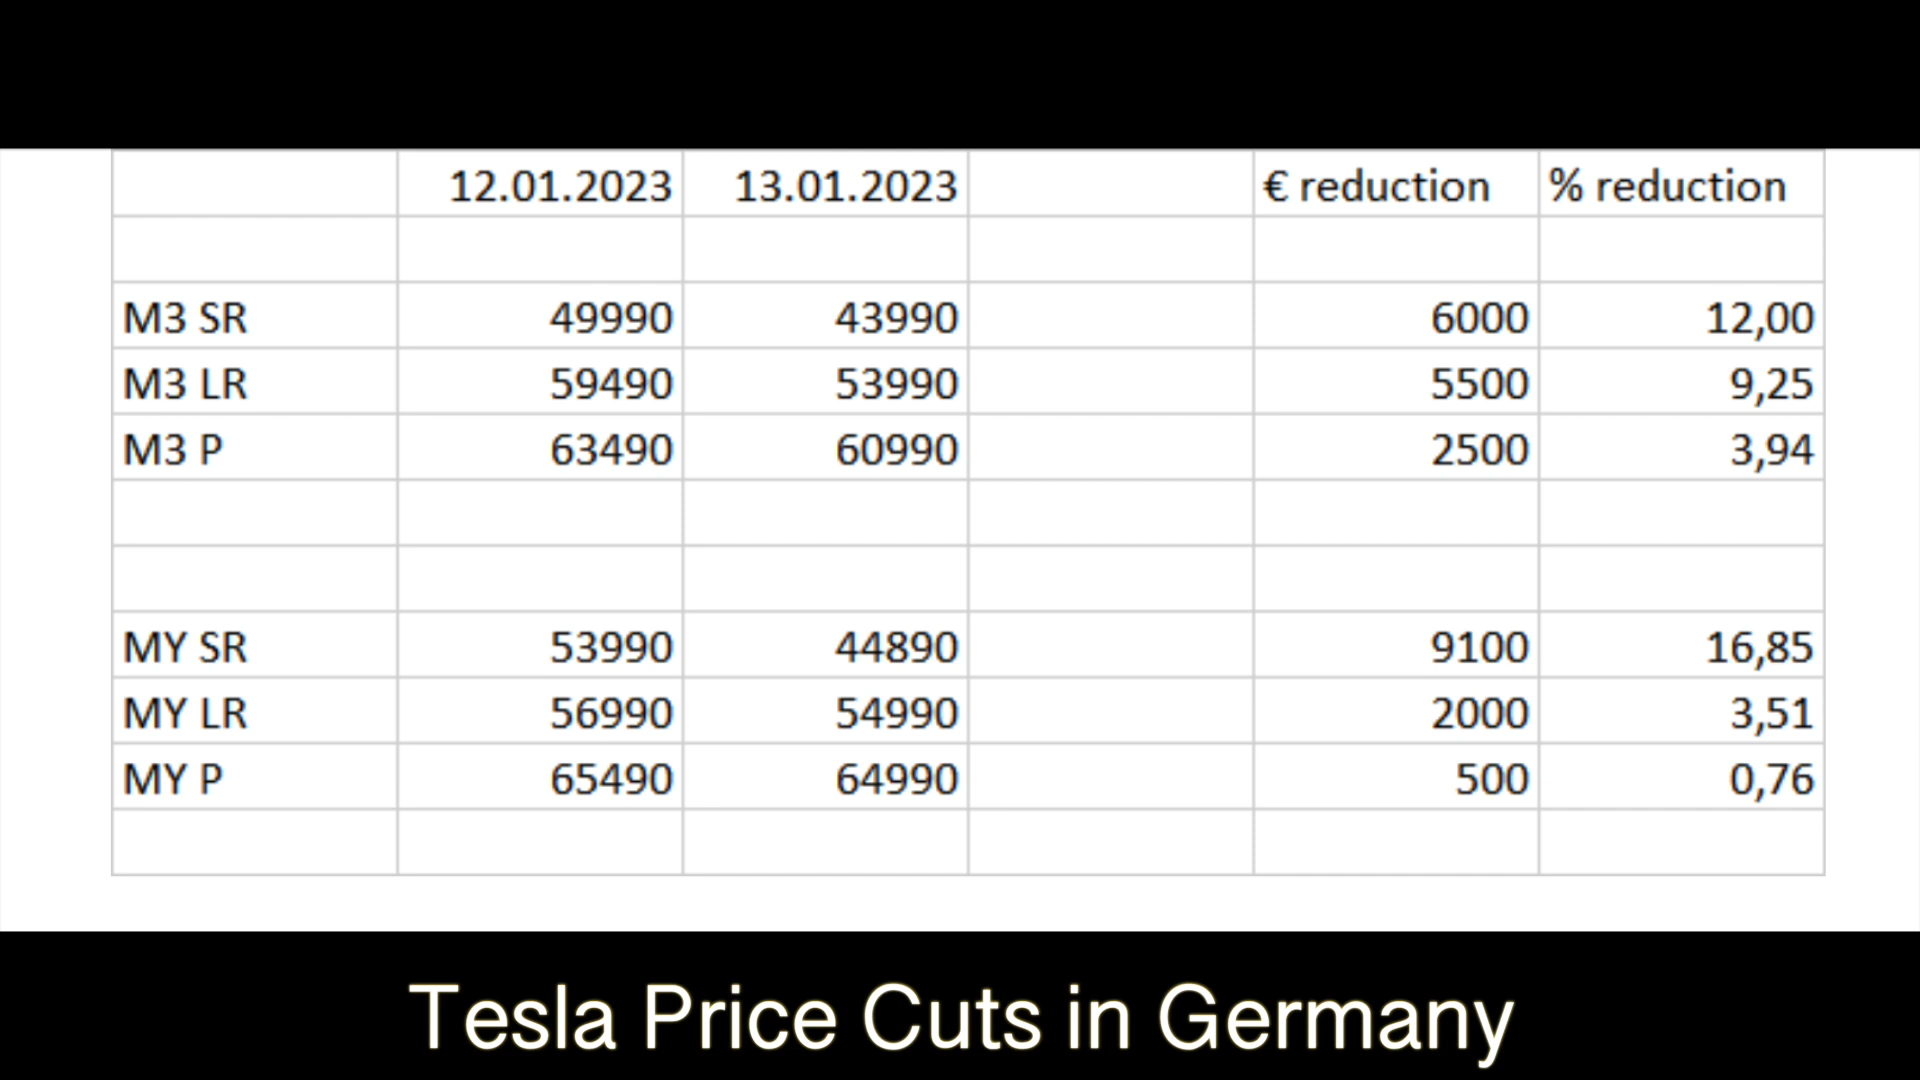 12.01.2023 13.01.2023 € reduction % reduction
M3 SR 49990 43990 6000 12,00
M3 LR 59490 53990 5500 9,25
M3 P 63490 60990 2500 3,94
MY SR 53990 44890 9100 16,85
MY LR 56990 54990 2000 3,51
MY P 65490 64990 500 0,76
Tesla Price Cuts in Germany